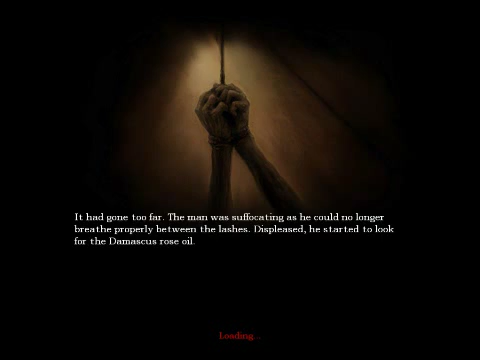 It had gone too far. The man was suffocating as he could no longer
breathe properly between the lashes. Displeased, he started to look
for the Damascus rose oil.
Loading...